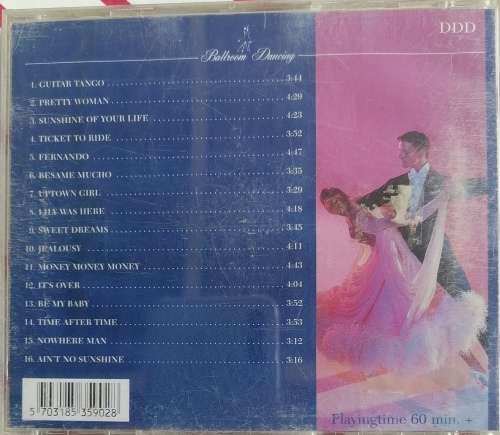 DDD
Ballroom Dancing
1. GUITAR TANGO 3:44
2. PRETTY WOMAN 4:29
3. SUNSHINE OF YOUR LIFE 4:23
4. TICKET TO RIDE 3:52
5. FERNANDO 4:47
6. BESAME MUCHO 3:35
7. UPTOWN GIRL 3:29
8. LILY WAS HERE 4:18
9. SWEET DREAMS 3:45
10. JEALOUSY 4:11
11. MONEY MONEY MONEY 4:43
12. IT'S OVER 4:04
13. BE MY BABY 3:52
14. TIME AFTER TIME 3:53
15. NOWHERE MAN 3:12
16. AIN'T NO SUNSHINE 3:16
5 703185 359028
Playingtime 60 min. +